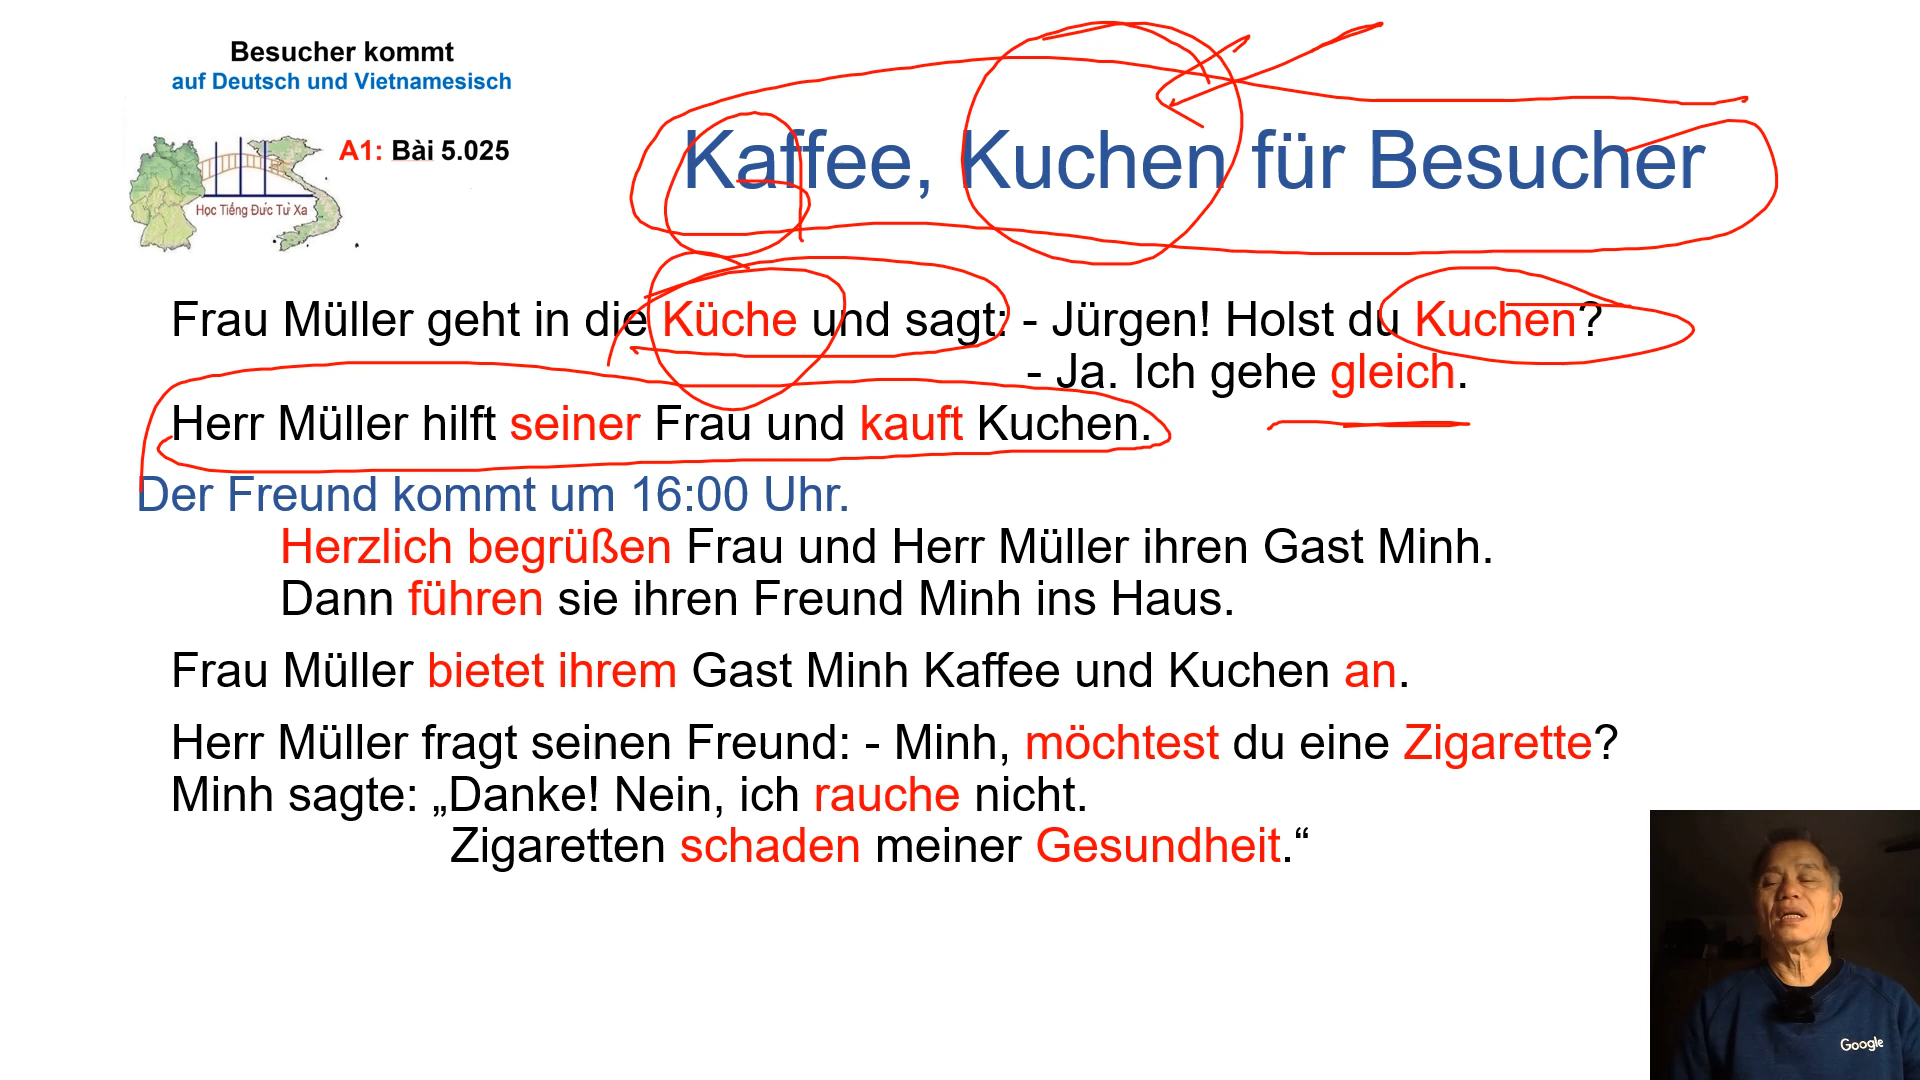 Besucher kommt
auf Deutsch und Vietnamesisch
A1: Bài 5.025
Học Tiếng Đức Từ Xa
Kaffee, Kuchen für Besucher
Frau Müller geht in die Küche und sagt: - Jürgen! Holst du Kuchen?
- Ja. Ich gehe gleich.
Herr Müller hilft seiner Frau und kauft Kuchen.
Der Freund kommt um 16:00 Uhr.
Herzlich begrüßen Frau und Herr Müller ihren Gast Minh.
Dann führen sie ihren Freund Minh ins Haus.
Frau Müller bietet ihrem Gast Minh Kaffee und Kuchen an.
Herr Müller fragt seinen Freund: - Minh, möchtest du eine Zigarette?
Minh sagte: „Danke! Nein, ich rauche nicht.
Zigaretten schaden meiner Gesundheit.“
Google